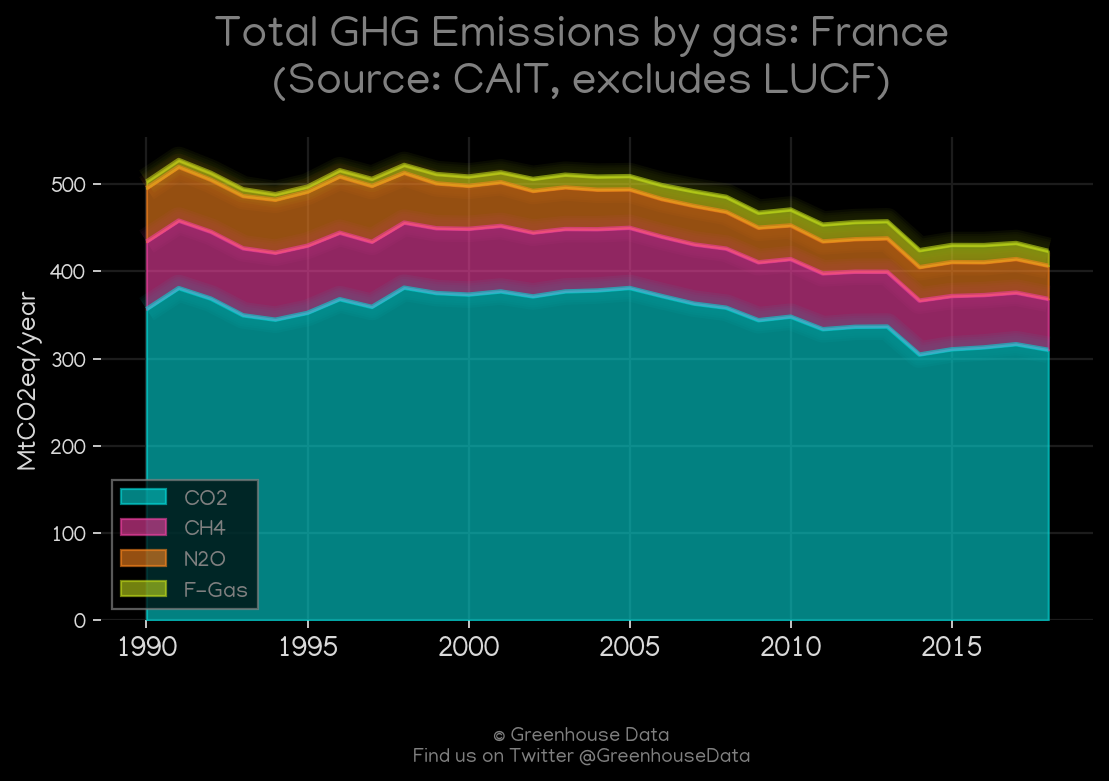 Total GHG Emissions by gas: France
(Source: CAIT, excludes LUCF)
MtCO2eq/year
500
400
300
200
100
0
CO2
CH4
N2O
F-Gas
1990
1995
2000
2005
2010
2015
© Greenhouse Data
Find us on Twitter @GreenhouseData